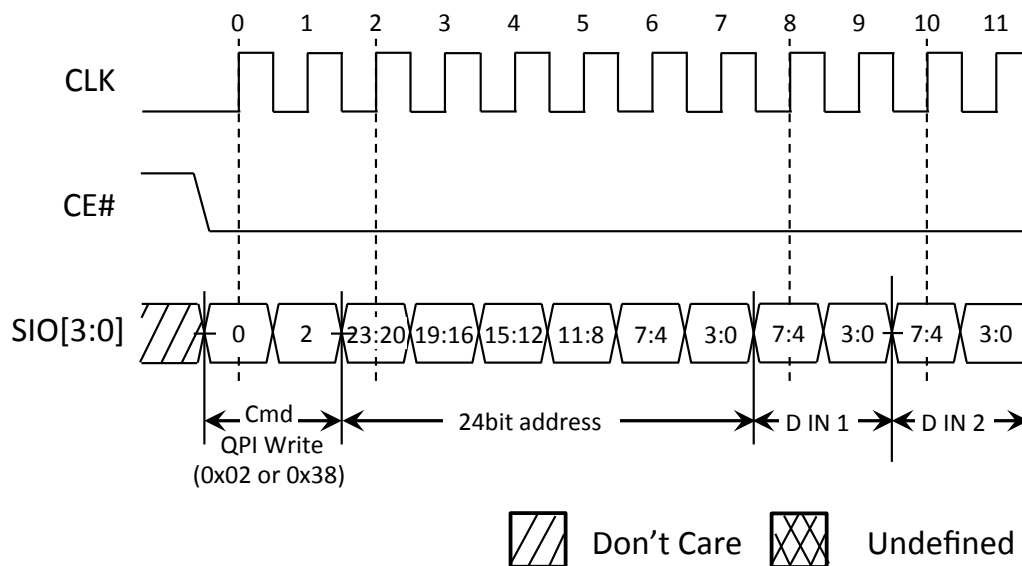 0 1 2 3 4 5 6 7 8 9 10 11
CLK
CE#
SIO[3:0] 0 2 23:20 19:16 15:12 11:8 7:4 3:0 7:4 3:0 7:4 3:0
Cmd 24bit address D IN 1 D IN 2
QPI Write
(0x02 or 0x38)
Don't Care Undefined